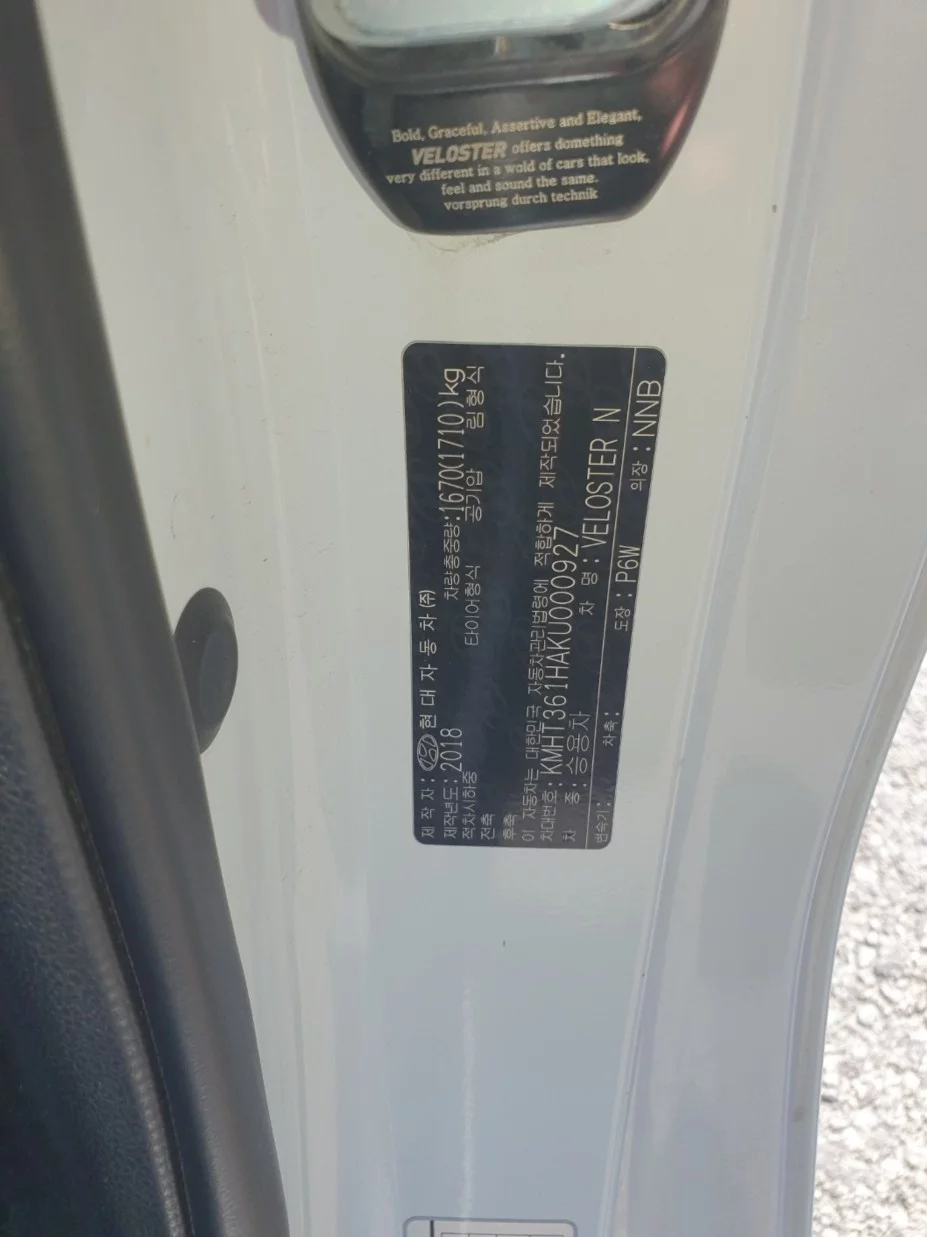 Bold, Graceful, Assertive and Elegant,
VELOSTER offers domething
very different in a wold of cars that look,
feel and sound the same.
vorsprung durch technik
제 작 자 : 현 대 자 동 차 (주)
제작년도 : 2018 차량총중량 : 1670(1710)kg
적차시하중 타이어형식 공기압 림형식
전축
후축
이 자동차는 대한민국 자동차관리법령에 적합하게 제작되었습니다.
차대번호 : KMHT361HAKU000927
차 종 : 승용차 차 명 : VELOSTER N
변속기 : 차축 : 도장 : P6W 의장 : NNB